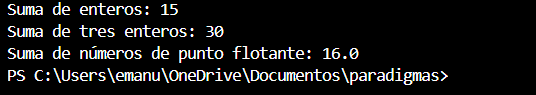 Suma de enteros: 15
Suma de tres enteros: 30
Suma de números de punto flotante: 16.0
PS C:\Users\emanu\OneDrive\Documentos\paradigmas>